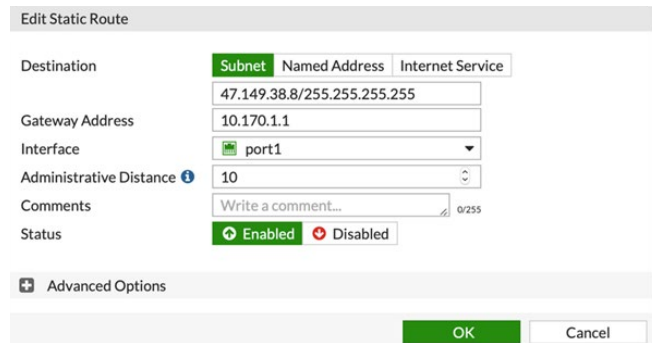 Edit Static Route
Destination Subnet Named Address Internet Service
47.149.38.8/255.255.255.255
Gateway Address 10.170.1.1
Interface port1
Administrative Distance 10
Comments Write a comment... 0/255
Status Enabled Disabled
Advanced Options
OK Cancel